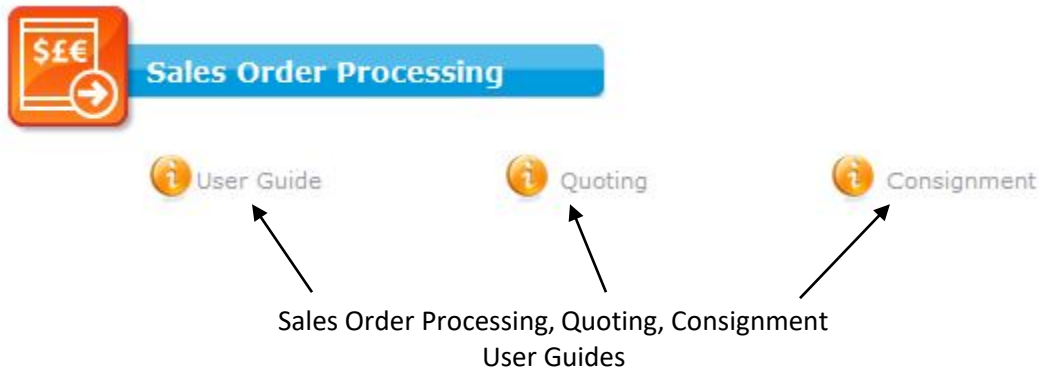 $£€
Sales Order Processing
User Guide
Quoting
Consignment
Sales Order Processing, Quoting, Consignment
User Guides